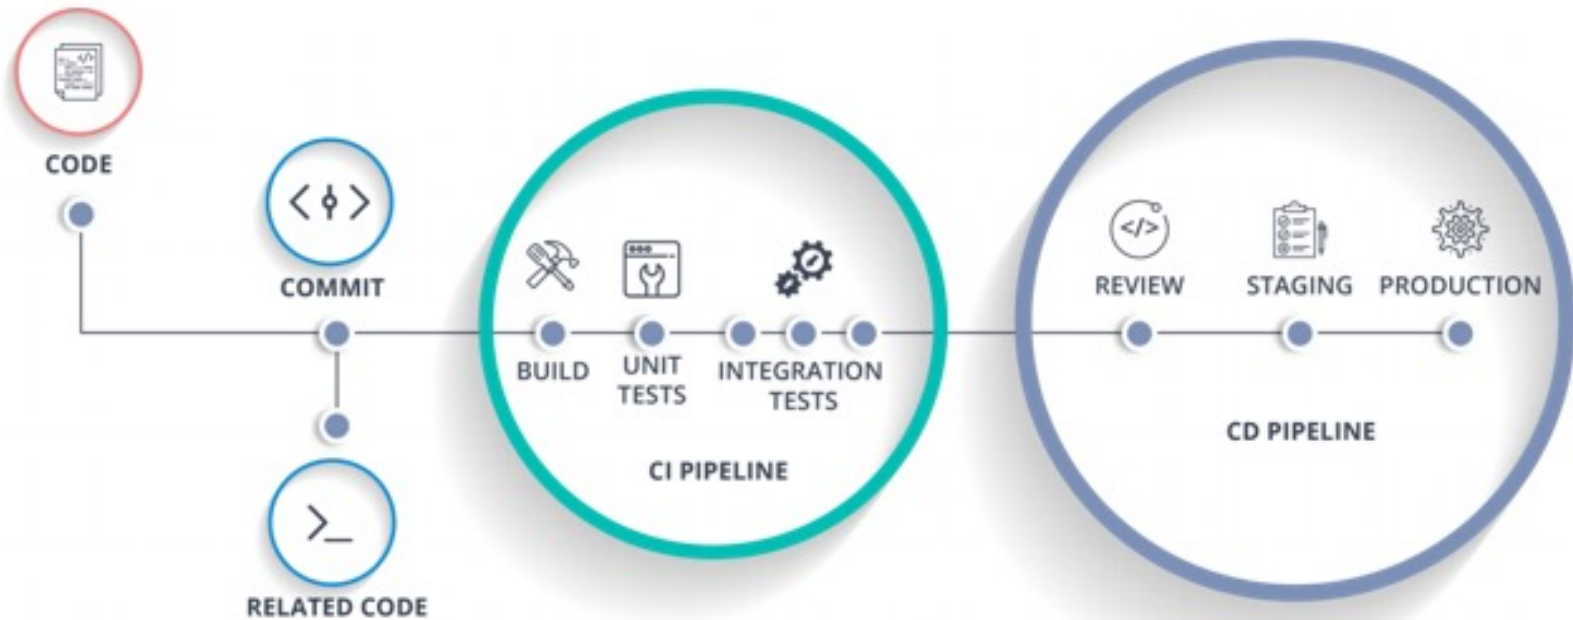 CODE
COMMIT
RELATED CODE
BUILD
UNIT
TESTS
INTEGRATION
TESTS
CI PIPELINE
REVIEW
STAGING
PRODUCTION
CD PIPELINE